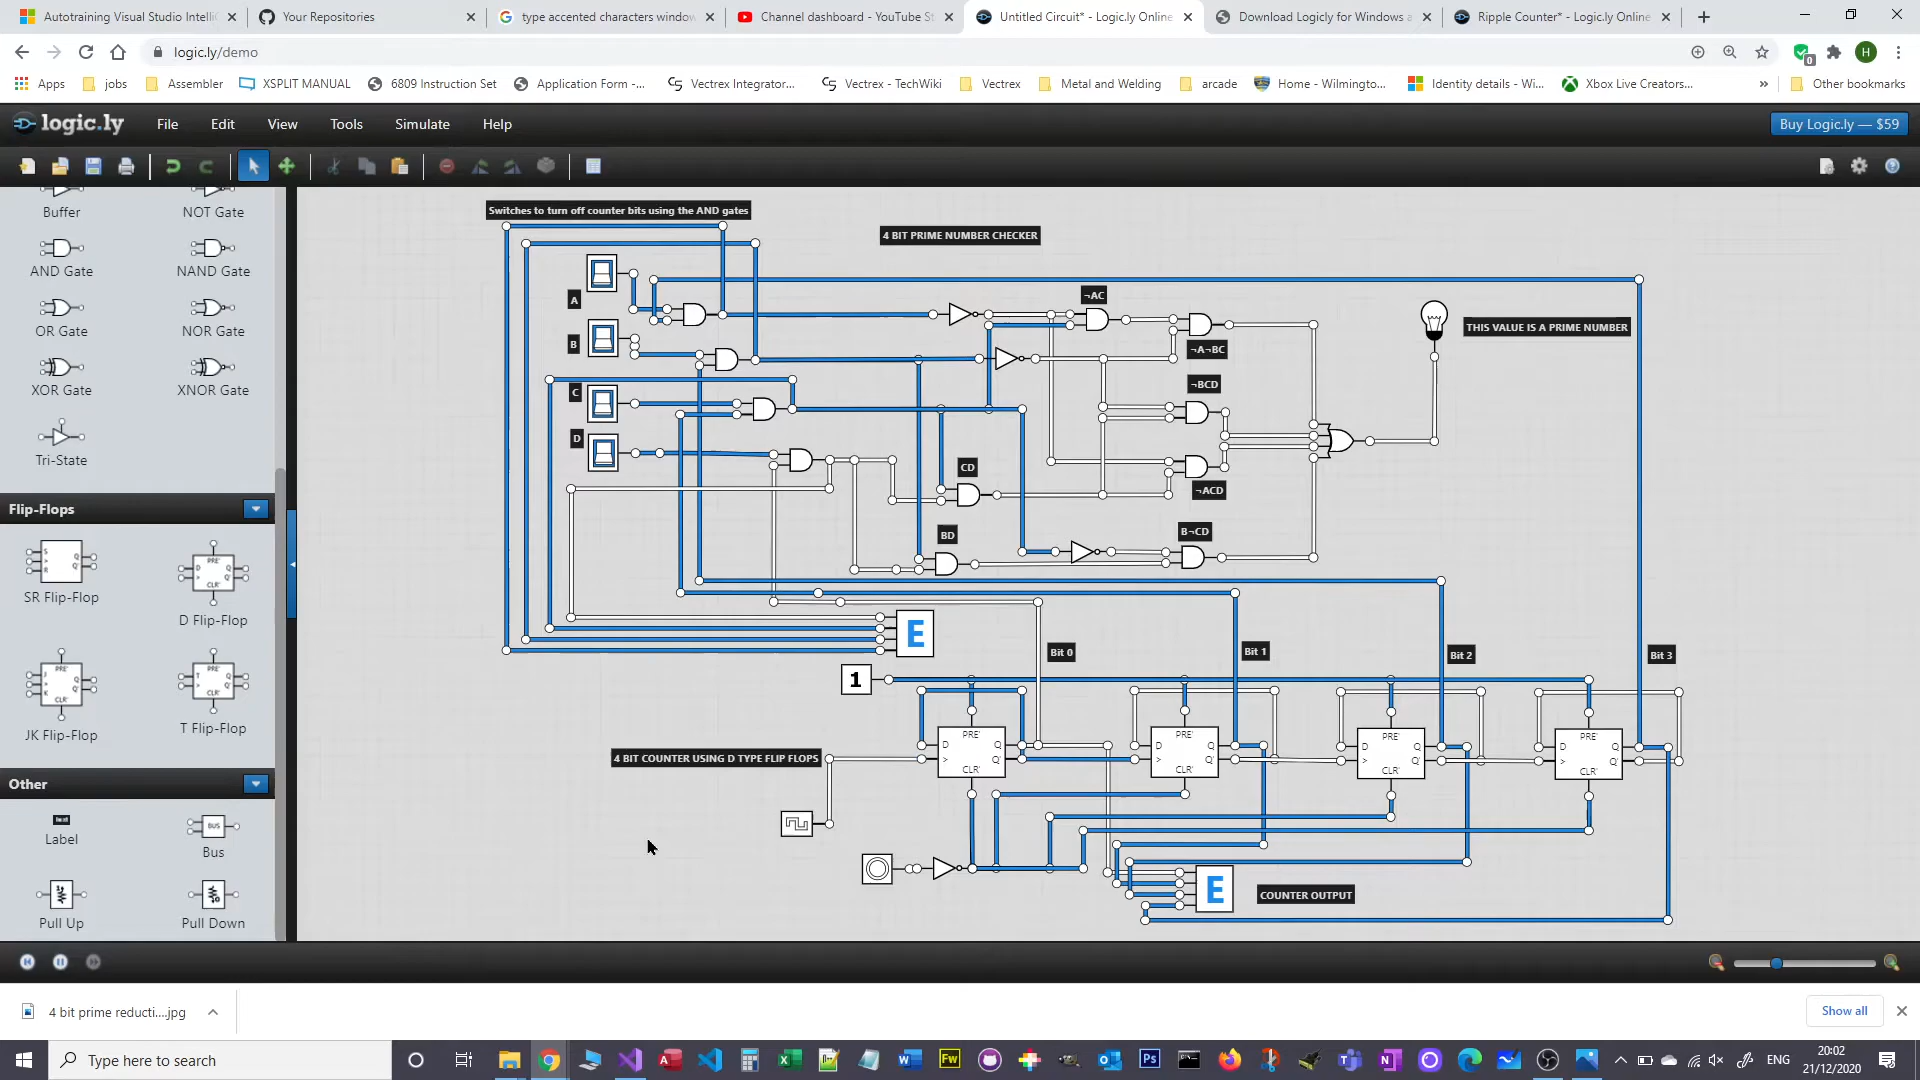 Autotraining Visual Studio IntelliC
Your Repositories
type accented characters window
Channel dashboard - YouTube St
Untitled Circuit* - Logic.ly Online
Download Logicly for Windows a
Ripple Counter* - Logic.ly Online
logic.ly/demo
0
H
Apps
jobs
Assembler
XSPLIT MANUAL
6809 Instruction Set
Application Form -...
Vectrex Integrator...
Vectrex - TechWiki
Vectrex
Metal and Welding
arcade
Home - Wilmingto...
Identity details - Wi...
Xbox Live Creators...
»
Other bookmarks
logic.ly
File
Edit
View
Tools
Simulate
Help
Buy Logic.ly — $59
Buffer
NOT Gate
AND Gate
NAND Gate
OR Gate
NOR Gate
XOR Gate
XNOR Gate
Tri-State
Flip-Flops
SR Flip-Flop
D Flip-Flop
JK Flip-Flop
T Flip-Flop
Other
Label
Bus
Pull Up
Pull Down
Switches to turn off counter bits using the AND gates
4 BIT PRIME NUMBER CHECKER
A
B
C
D
¬AC
¬A¬BC
¬BCD
CD
¬ACD
BD
B¬CD
THIS VALUE IS A PRIME NUMBER
E
1
Bit 0
Bit 1
Bit 2
Bit 3
4 BIT COUNTER USING D TYPE FLIP FLOPS
PRE'
D Q
> Q'
CLR'
PRE'
D Q
> Q'
CLR'
PRE'
D Q
> Q'
CLR'
PRE'
D Q
> Q'
CLR'
E
COUNTER OUTPUT
4 bit prime reducti....jpg
Show all
Type here to search
ENG
20:02
21/12/2020